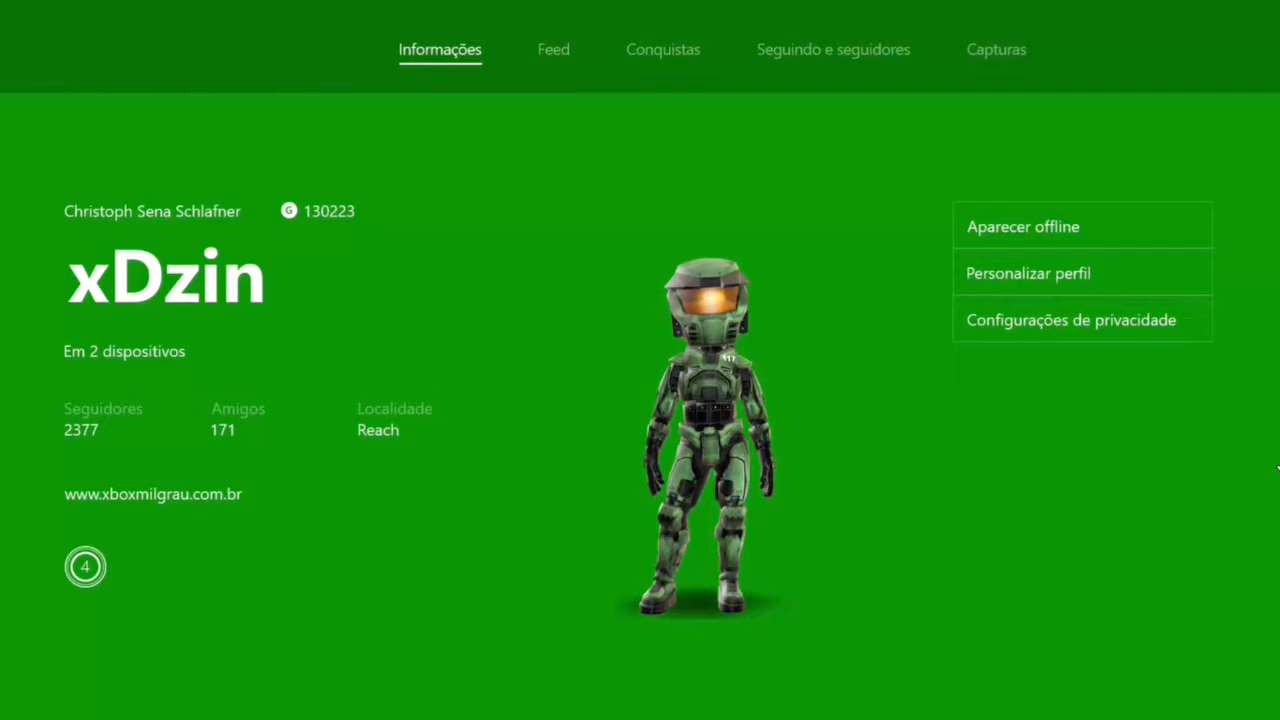 Informações Feed Conquistas Seguindo e seguidores Capturas
Christoph Sena Schlafner G 130223
xDzin
Em 2 dispositivos
Seguidores Amigos Localidade
2377 171 Reach
www.xboxmilgrau.com.br
4
Aparecer offline
Personalizar perfil
Configurações de privacidade
117